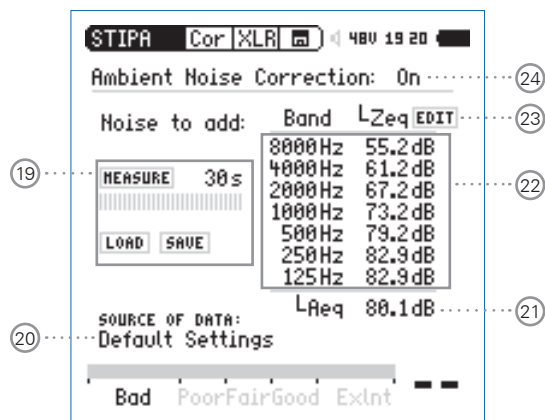 STIPA Cor XLR 48V 19 20
Ambient Noise Correction: On 24
Noise to add: Band LZeq EDIT 23
19 MEASURE 30s
LOAD SAVE
8000Hz 55.2dB
4000Hz 61.2dB
2000Hz 67.2dB 22
1000Hz 73.2dB
500Hz 79.2dB
250Hz 82.9dB
125Hz 82.9dB
LAeq 80.1dB 21
SOURCE OF DATA:
20 Default Settings
Bad Poor Fair Good Exlnt --